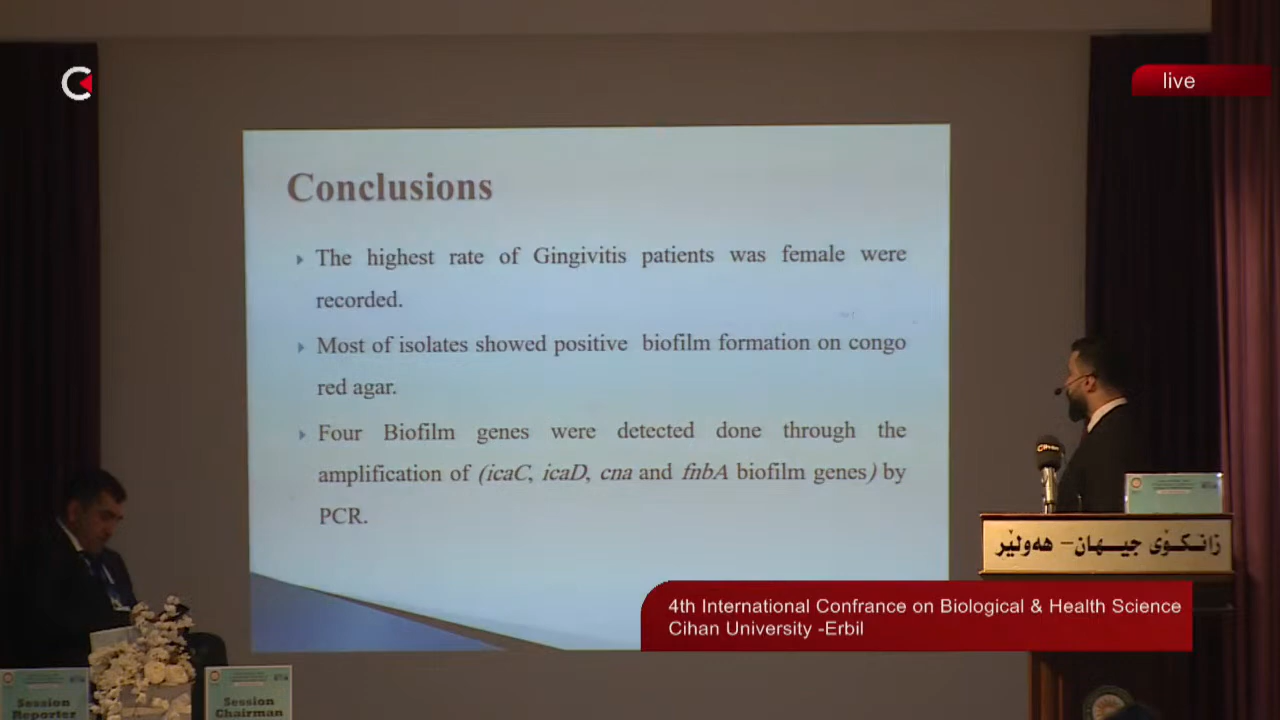 live
Conclusions
The highest rate of Gingivitis patients was female were
recorded.
Most of isolates showed positive biofilm formation on congo
red agar.
Four Biofilm genes were detected done through the
amplification of (icaC, icaD, cna and fnbA biofilm genes) by
PCR.
زانکۆی جیهان - هەولێر
4th International Confrance on Biological & Health Science
Cihan University -Erbil
Session
Reporter
Session
Chairman